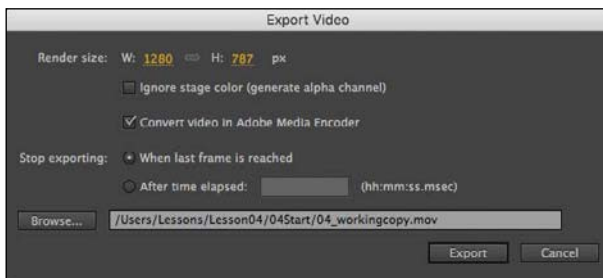 Export Video
Render size: W: 1280 H: 787 px
Ignore stage color (generate alpha channel)
Convert video in Adobe Media Encoder
Stop exporting: When last frame is reached
After time elapsed: (hh:mm:ss.msec)
Browse... /Users/Lessons/Lesson04/04Start/04_workingcopy.mov
Export Cancel